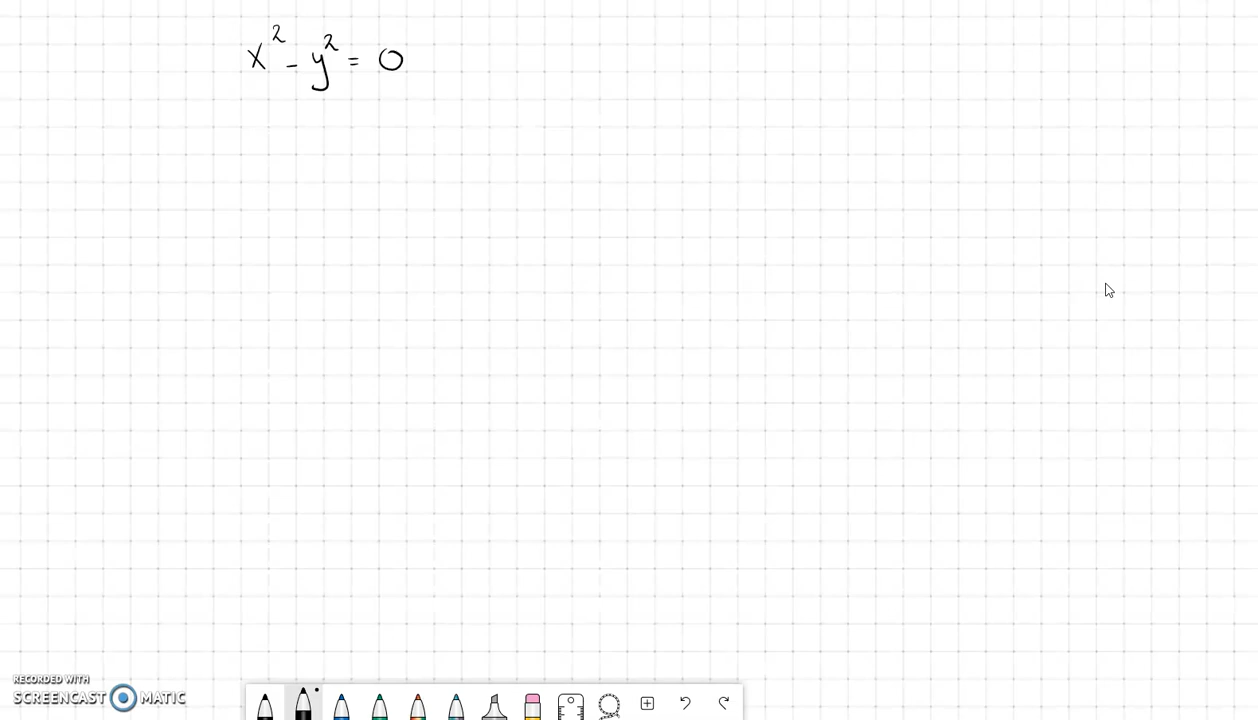 x² - y² = 0
RECORDED WITH
SCREENCAST MATIC